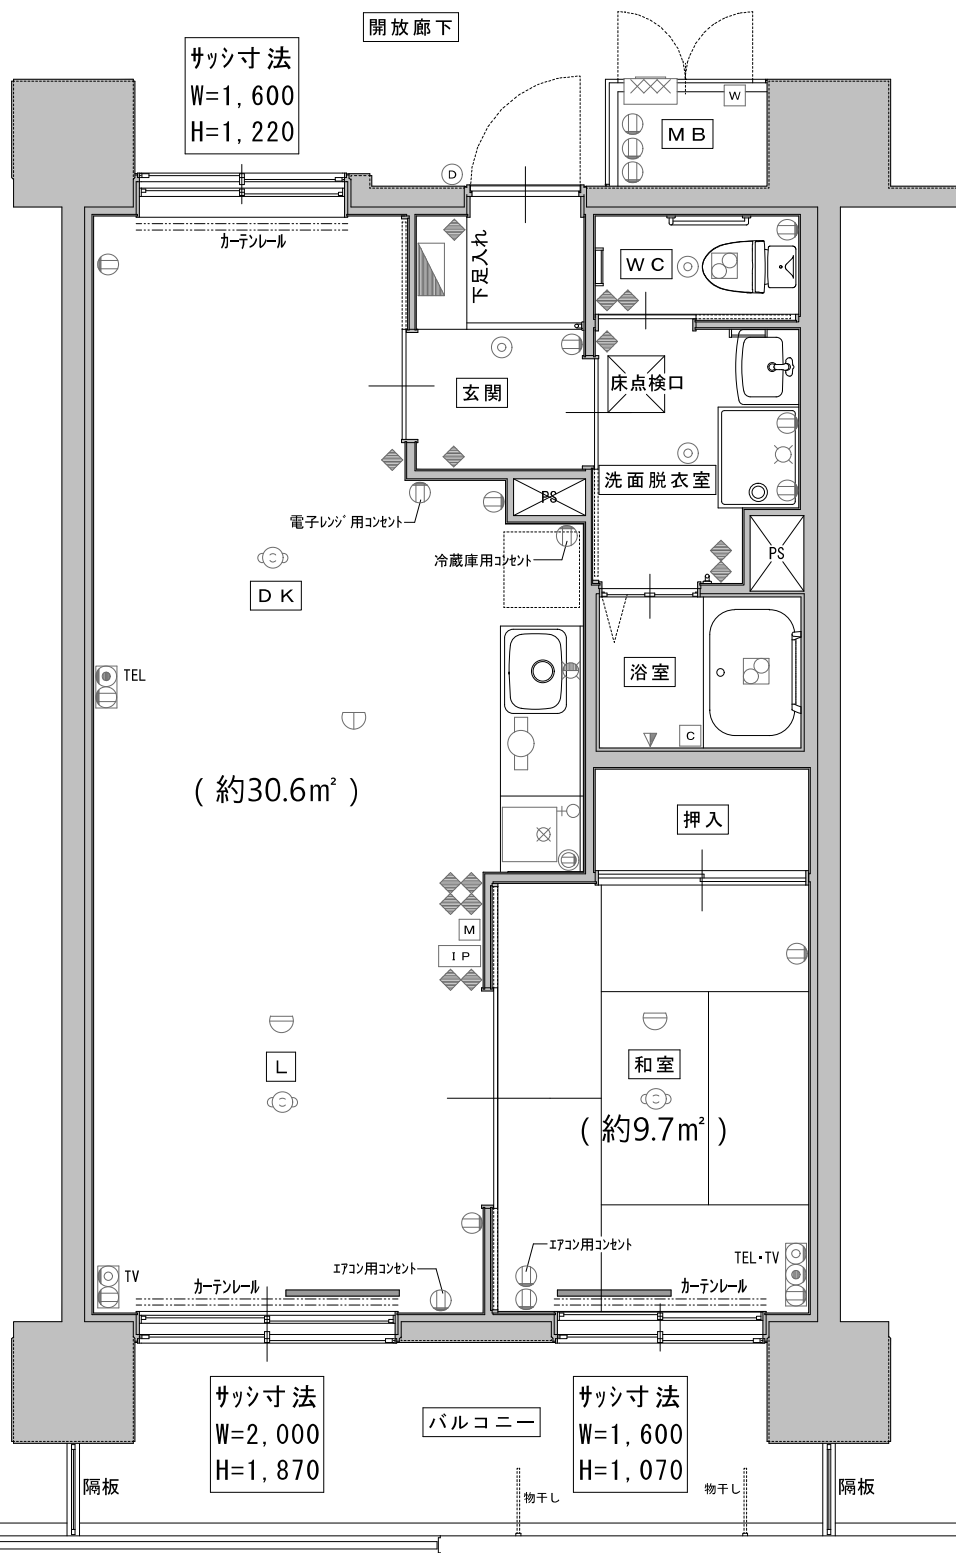 開放廊下
サッシ寸法
W=1,600
H=1,220
W
MB
D
カーテンレール
下足入れ
WC
玄関
床点検口
洗面脱衣室
PS
電子レンジ用コンセント
冷蔵庫用コンセント
PS
DK
TEL
浴室
C
(約30.6㎡)
押入
M
IP
L
和室
(約9.7㎡)
エアコン用コンセント
TEL・TV
エアコン用コンセント
TV
カーテンレール
カーテンレール
サッシ寸法
W=2,000
H=1,870
バルコニー
サッシ寸法
W=1,600
H=1,070
隔板
物干し
物干し
隔板